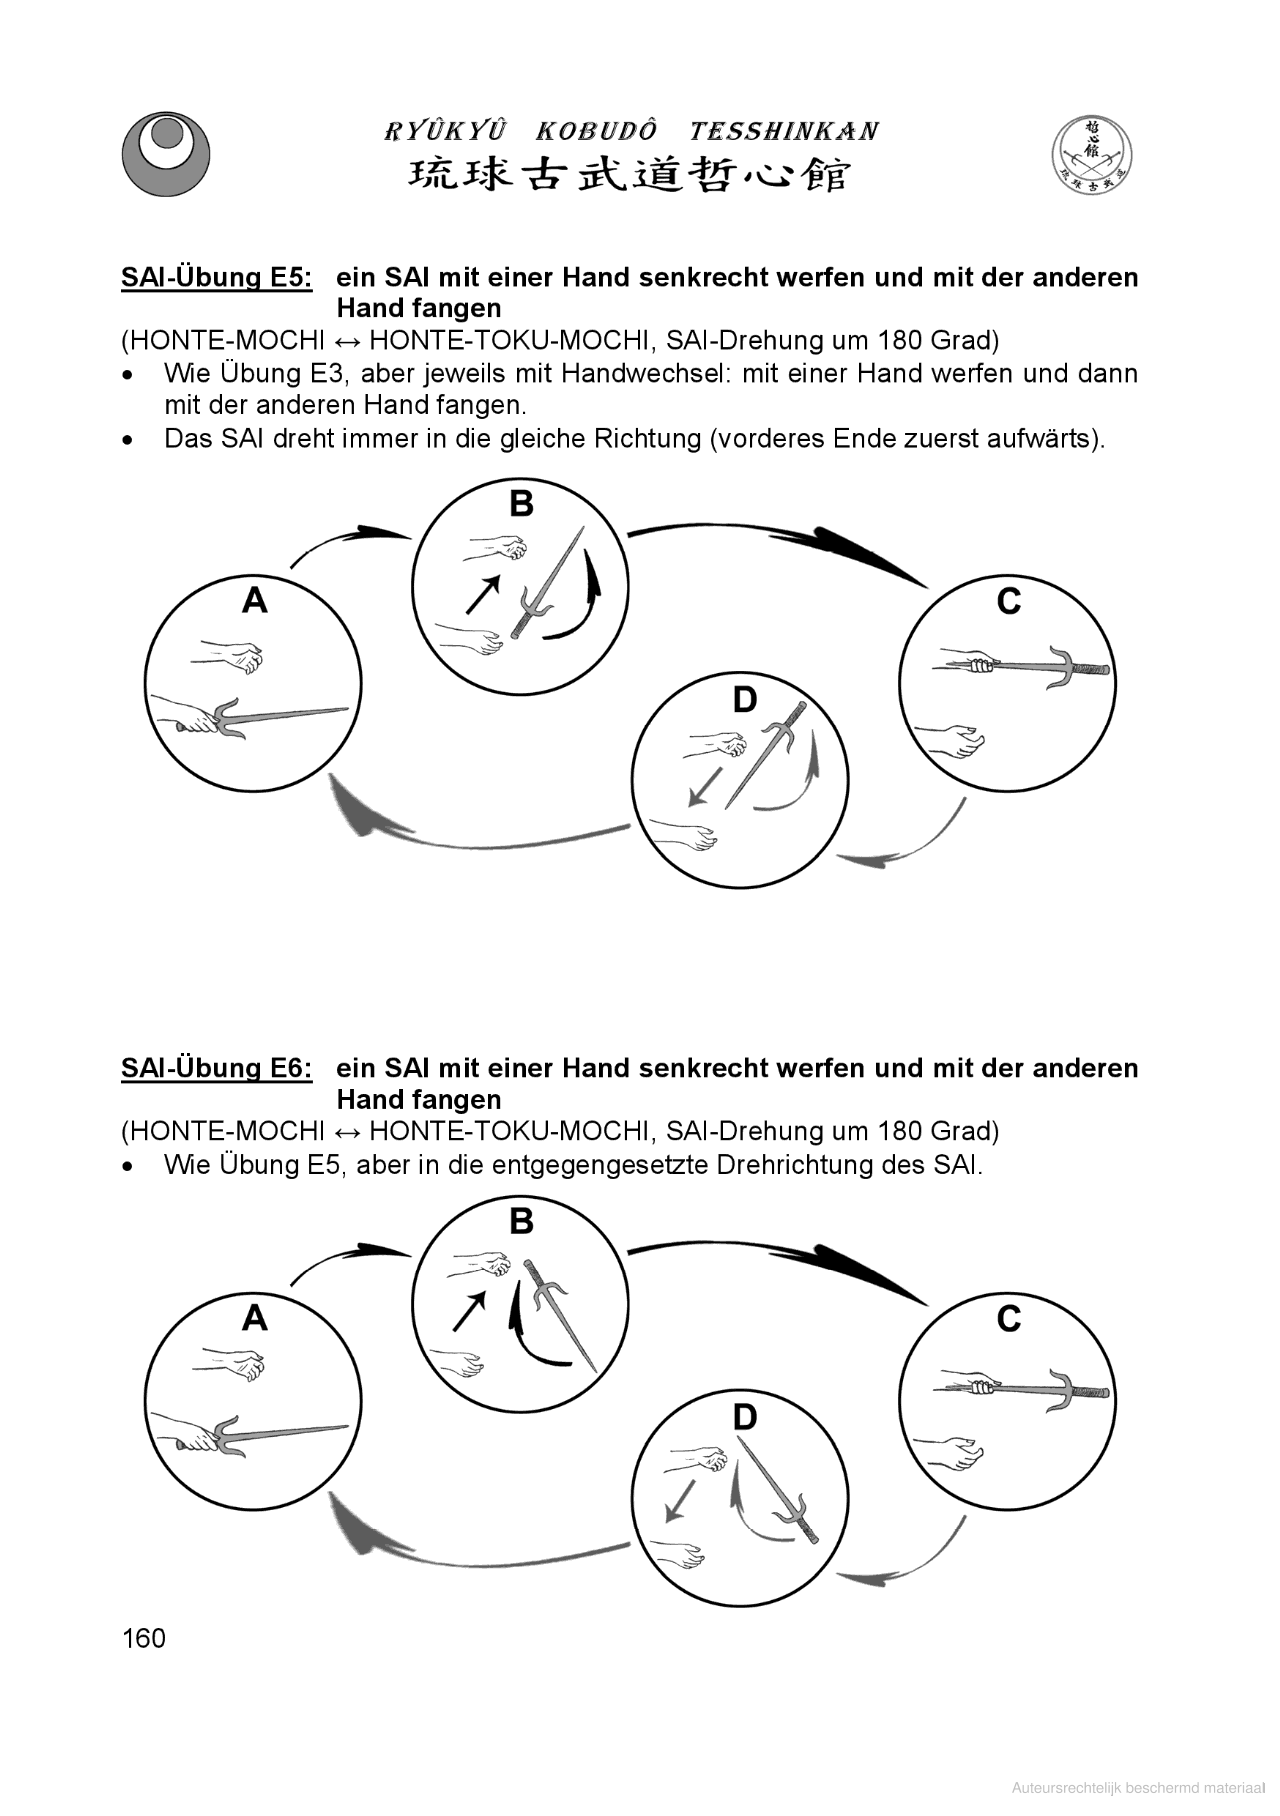 RYÛKYÛ KOBUDÔ TESSHINKAN
琉球古武道哲心館
哲心館
琉球古武道
SAI-Übung E5: ein SAI mit einer Hand senkrecht werfen und mit der anderen
Hand fangen
(HONTE-MOCHI ↔ HONTE-TOKU-MOCHI, SAI-Drehung um 180 Grad)
• Wie Übung E3, aber jeweils mit Handwechsel: mit einer Hand werfen und dann
mit der anderen Hand fangen.
• Das SAI dreht immer in die gleiche Richtung (vorderes Ende zuerst aufwärts).
B
A
C
D
SAI-Übung E6: ein SAI mit einer Hand senkrecht werfen und mit der anderen
Hand fangen
(HONTE-MOCHI ↔ HONTE-TOKU-MOCHI, SAI-Drehung um 180 Grad)
• Wie Übung E5, aber in die entgegengesetzte Drehrichtung des SAI.
B
A
C
D
160
Auteursrechtelijk beschermd materiaal